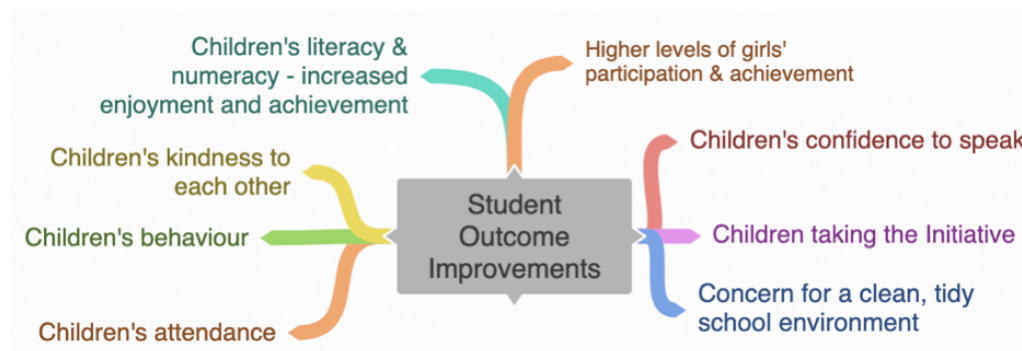 Children's literacy &
numeracy - increased
enjoyment and achievement
Higher levels of girls'
participation & achievement
Children's kindness to
each other
Children's confidence to speak
Student
Outcome
Improvements
Children's behaviour
Children taking the Initiative
Children's attendance
Concern for a clean, tidy
school environment